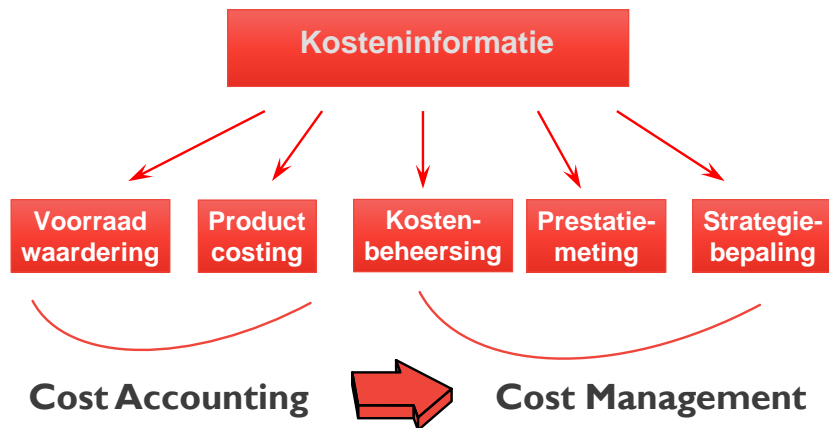 Kosteninformatie
Voorraad
waardering
Product
costing
Kosten-
beheersing
Prestatie-
meting
Strategie-
bepaling
Cost Accounting
Cost Management